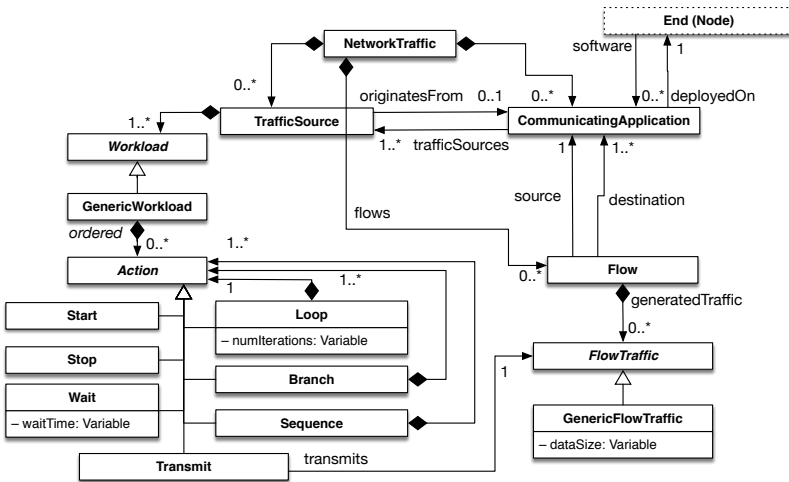 End (Node)
NetworkTraffic
software
1
0..*
originatesFrom
0..1
0..*
0..*
deployedOn
TrafficSource
CommunicatingApplication
1..*
1..*
trafficSources
1
1..*
Workload
source
destination
GenericWorkload
flows
ordered
0..*
1..*
Action
1
1..*
0..*
Flow
generatedTraffic
Start
Loop
– numIterations: Variable
0..*
Stop
FlowTraffic
1
Branch
Wait
– waitTime: Variable
Sequence
GenericFlowTraffic
– dataSize: Variable
Transmit
transmits